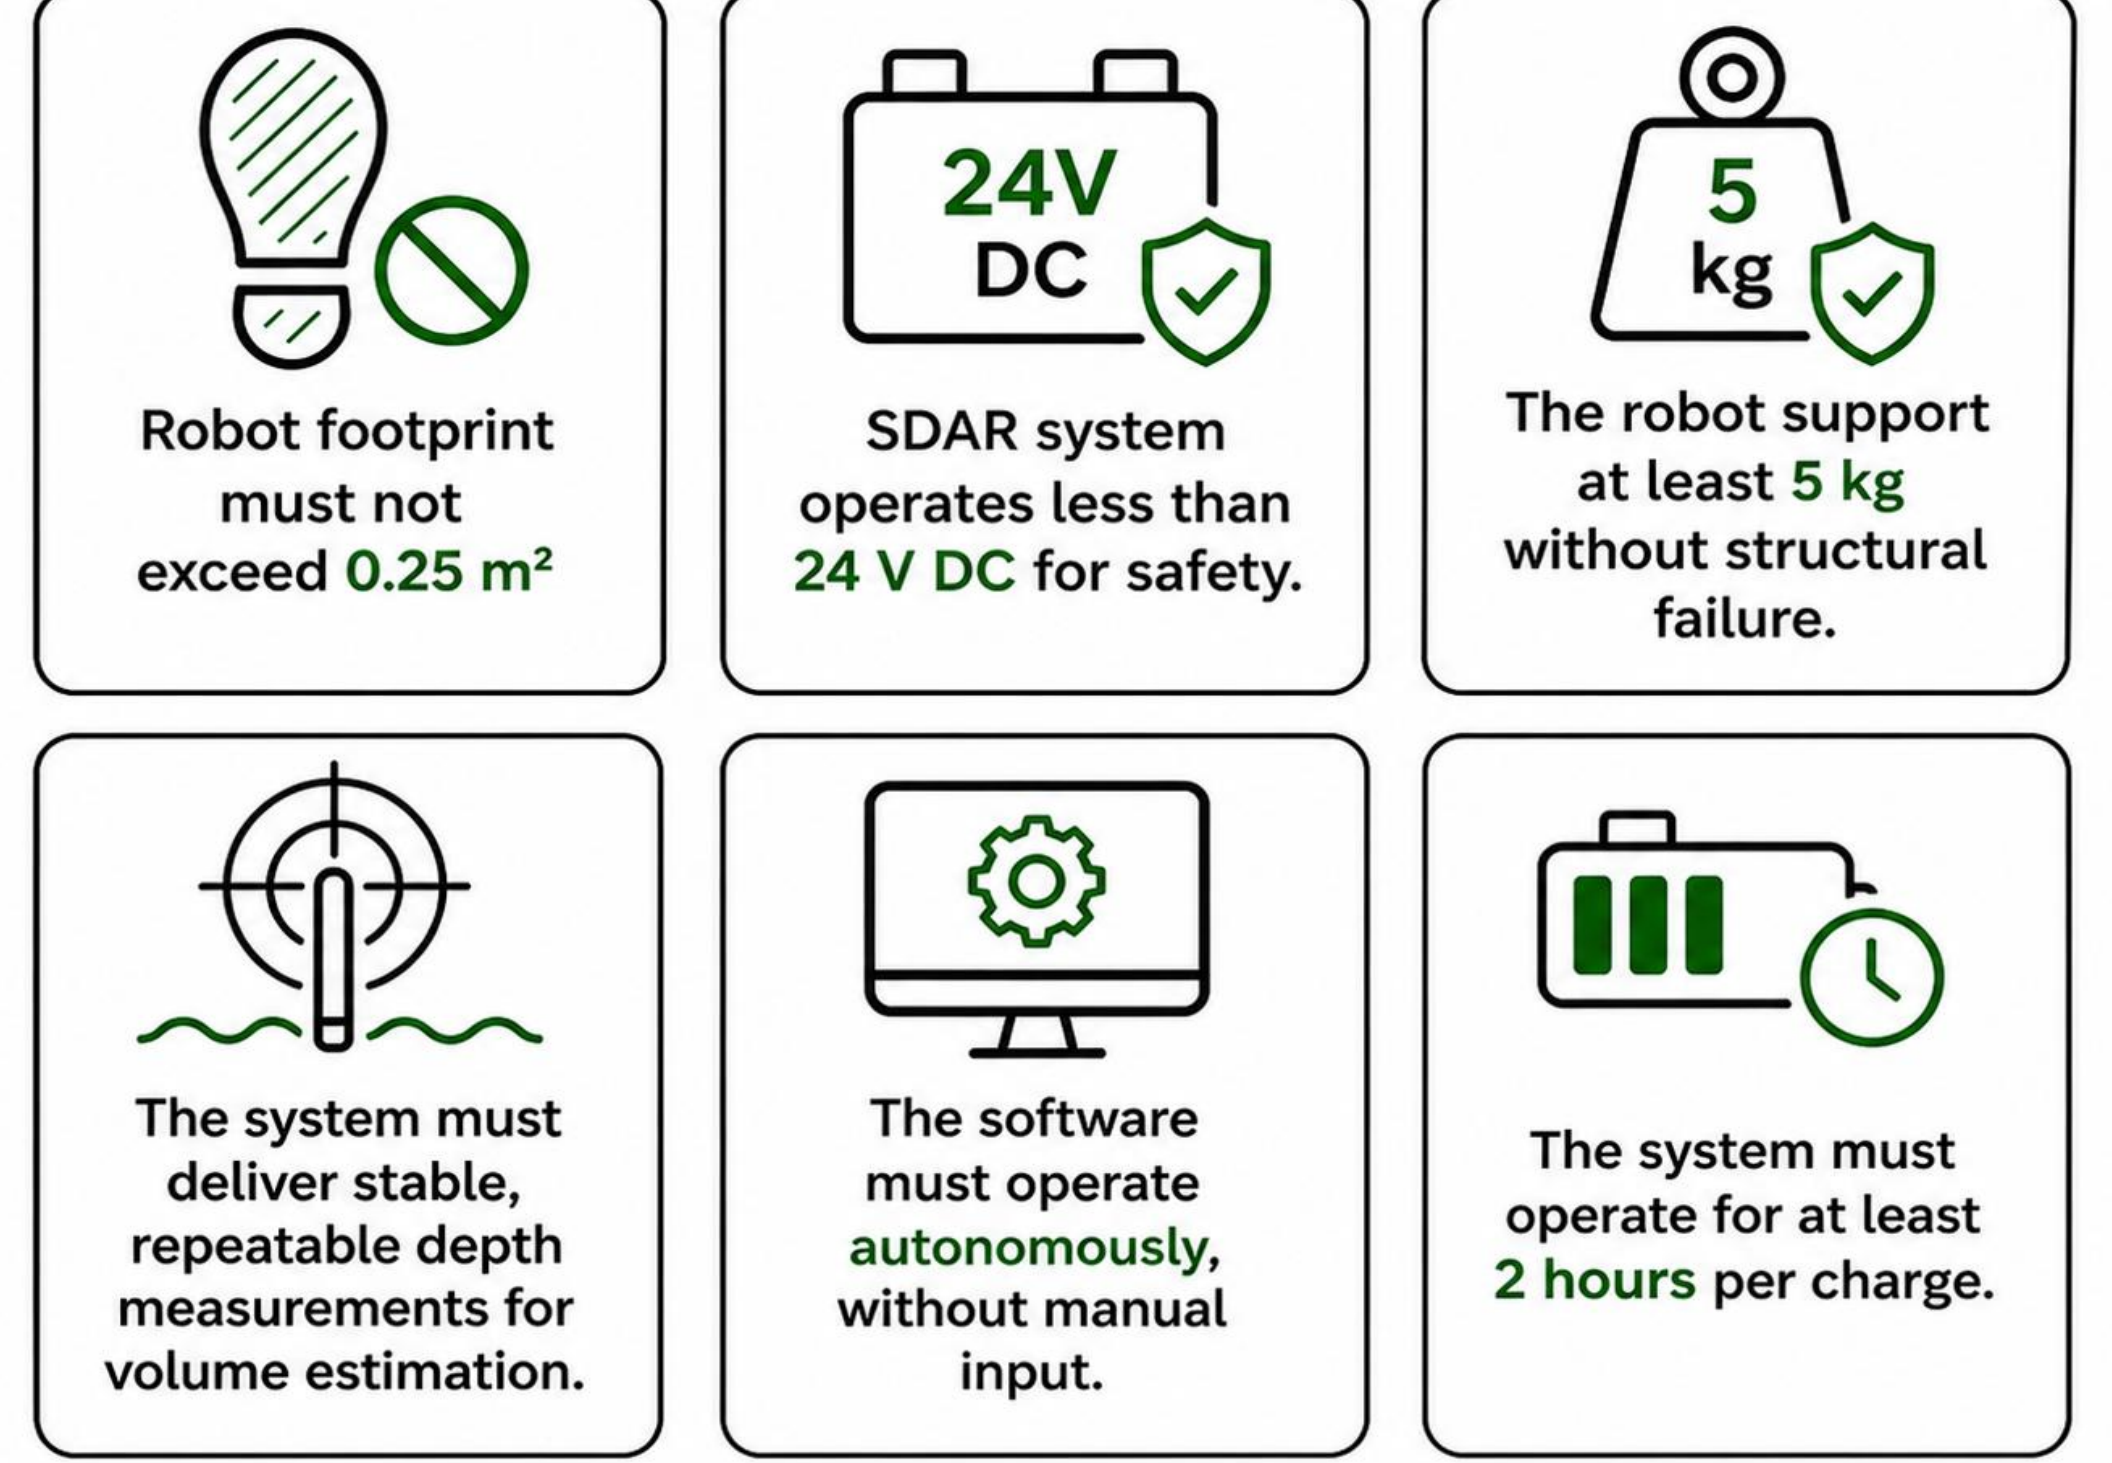 Robot footprint
must not
exceed 0.25 m²
24V
DC
SDAR system
operates less than
24 V DC for safety.
5
kg
The robot support
at least 5 kg
without structural
failure.
The system must
deliver stable,
repeatable depth
measurements for
volume estimation.
The software
must operate
autonomously,
without manual
input.
The system must
operate for at least
2 hours per charge.